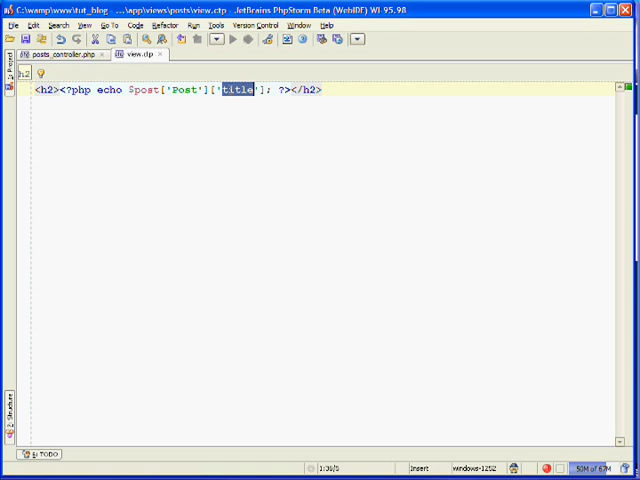 C:\wamp\www\tut_blog - ...\app\views\posts\view.ctp - JetBrains PhpStorm Beta (WebIDE) WI-95.98
File Edit Search View Go To Code Refactor Run Tools Version Control Window Help
posts_controller.php view.ctp
1: Project
h2
<h2><?php echo $post['Post']['title']; ?></h2>
2: Structure
6: TODO
1:36/5 Insert windows-1252 50M of 67M